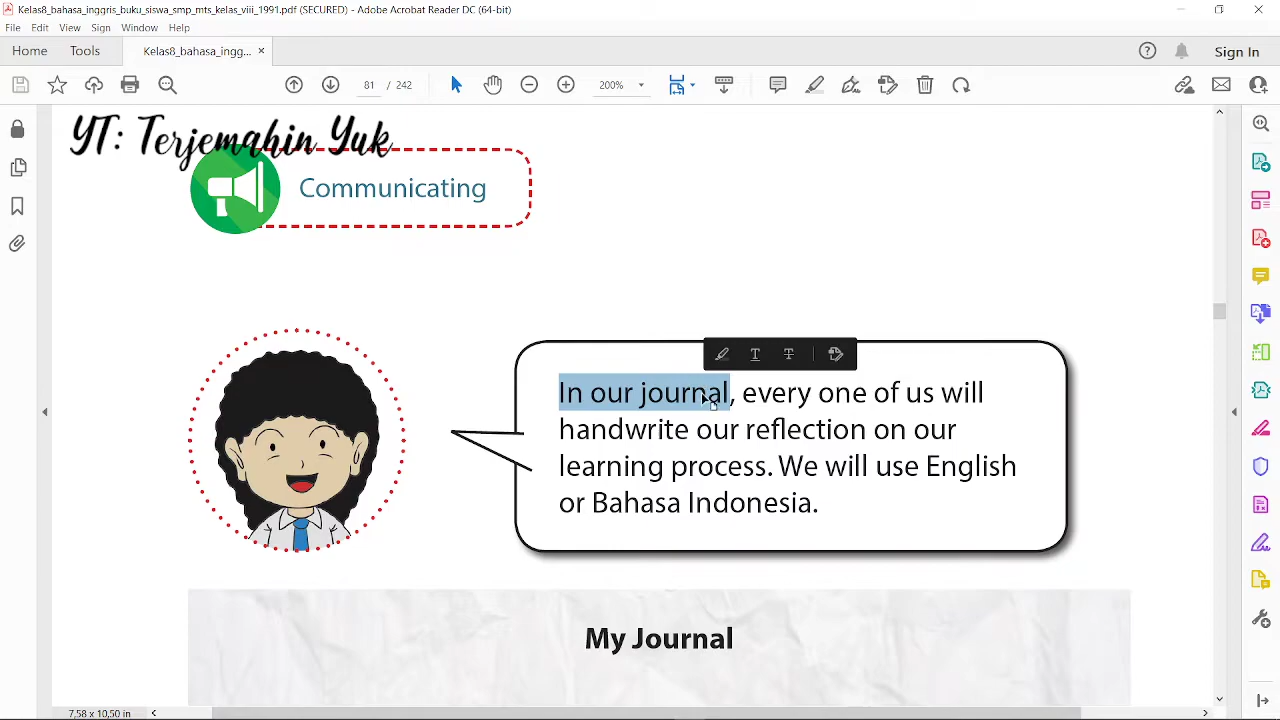 Kelas8_bahasa_inggris_buku_siswa_smp_mts_kelas_viii_1991.pdf (SECURED) - Adobe Acrobat Reader DC (64-bit)
File Edit View Sign Window Help
Home Tools Kelas8_bahasa_ingg... × Sign In
81 / 242 200%
YT: Terjemahin Yuk
Communicating
In our journal, every one of us will
handwrite our reflection on our
learning process. We will use English
or Bahasa Indonesia.
My Journal
7,58 x 10,50 in